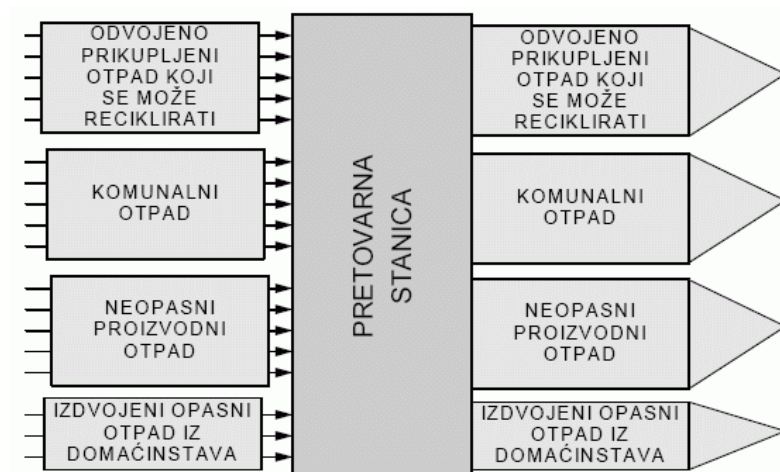 ODVOJENO
PRIKUPLJENI
OTPAD KOJI
SE MOŽE
RECIKLIRATI
KOMUNALNI
OTPAD
NEOPASNI
PROIZVODNI
OTPAD
IZDVOJENI OPASNI
OTPAD IZ
DOMAĆINSTAVA
PRETOVARNA
STANICA
ODVOJENO
PRIKUPLJENI
OTPAD KOJI
SE MOŽE
RECIKLIRATI
KOMUNALNI
OTPAD
NEOPASNI
PROIZVODNI
OTPAD
IZDVOJENI OPASNI
OTPAD IZ
DOMAĆINSTAVA